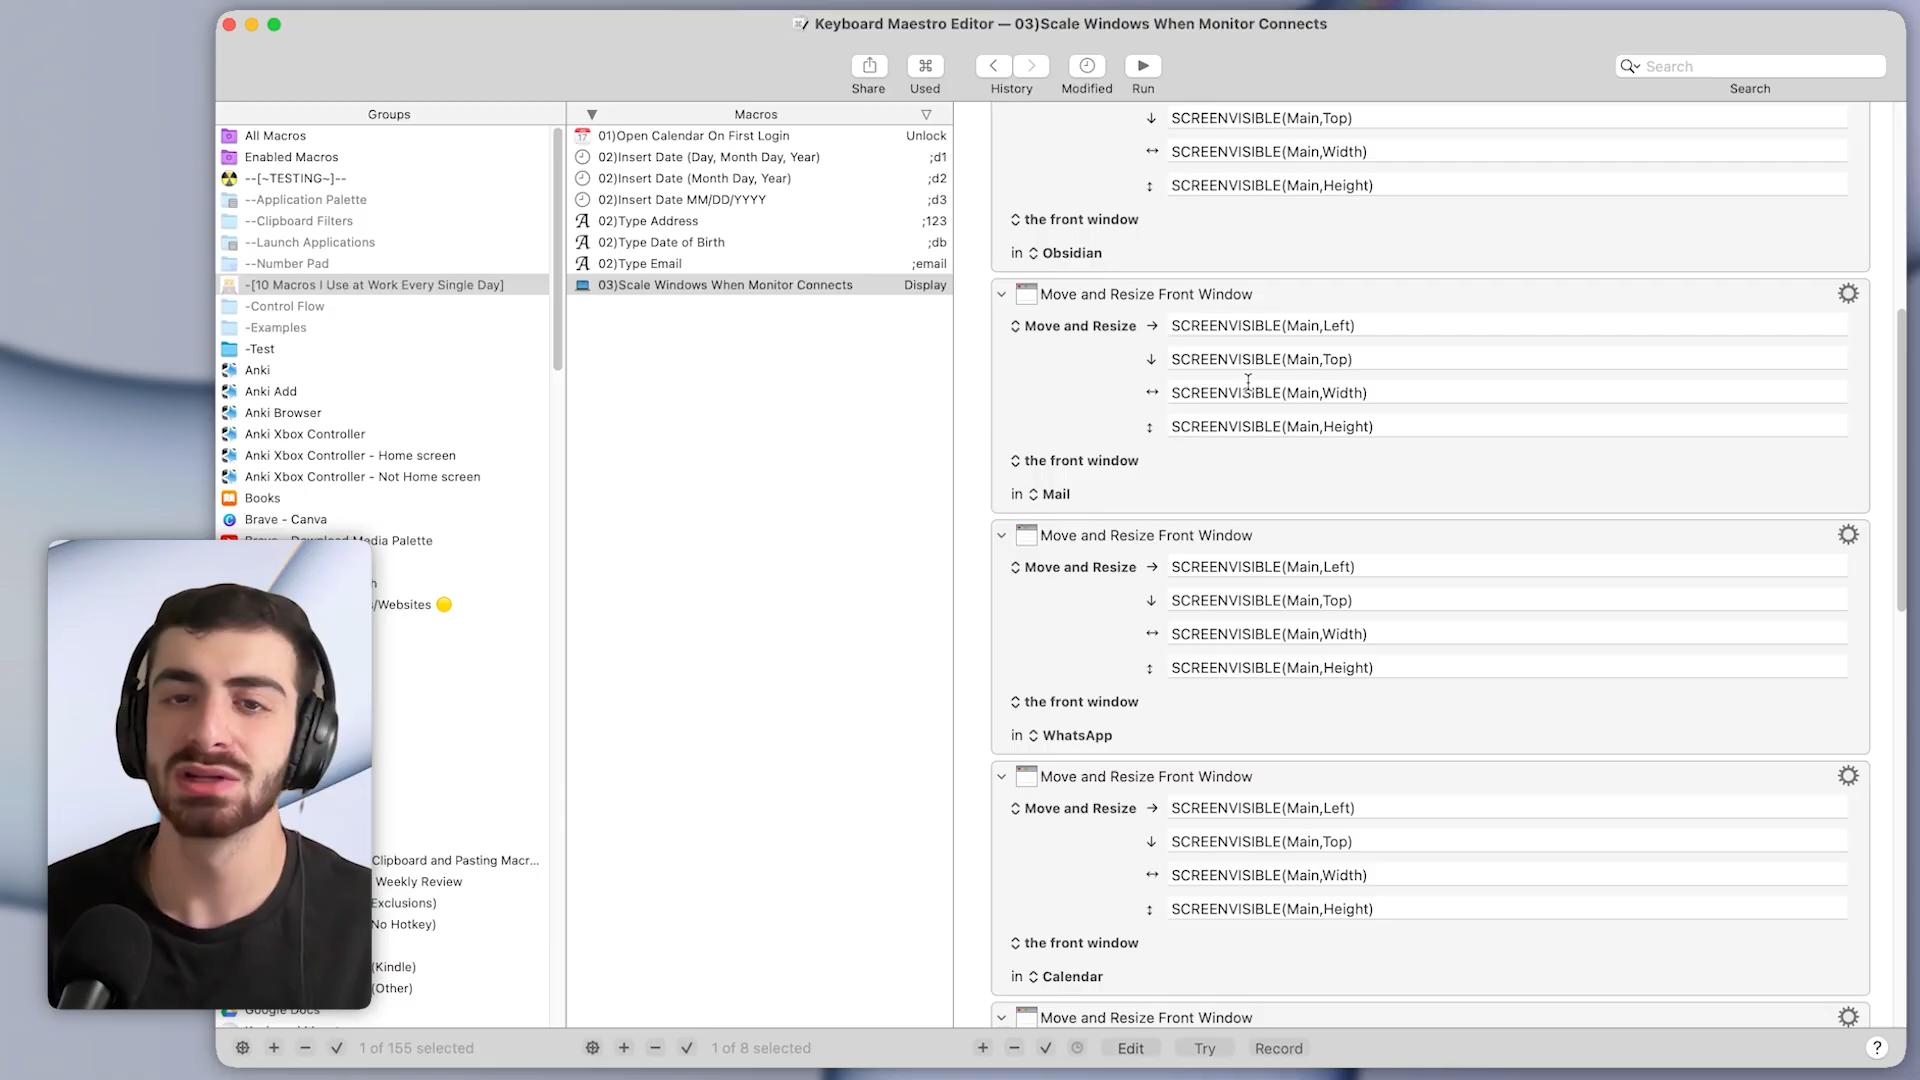 Keyboard Maestro Editor — 03)Scale Windows When Monitor Connects
Share
Used
History
Modified
Run
Search
Search
Groups
All Macros
Enabled Macros
--[~TESTING~]--
--Application Palette
--Clipboard Filters
--Launch Applications
--Number Pad
-[10 Macros I Use at Work Every Single Day]
-Control Flow
-Examples
-Test
Anki
Anki Add
Anki Browser
Anki Xbox Controller
Anki Xbox Controller - Home screen
Anki Xbox Controller - Not Home screen
Books
Brave - Canva
Brave - Download Media Palette
h
s/Websites
Clipboard and Pasting Macr...
Weekly Review
Exclusions)
No Hotkey)
(Kindle)
(Other)
Google Docs
1 of 155 selected
Macros
01)Open Calendar On First Login Unlock
02)Insert Date (Day, Month Day, Year) ;d1
02)Insert Date (Month Day, Year) ;d2
02)Insert Date MM/DD/YYYY ;d3
02)Type Address ;123
02)Type Date of Birth ;db
02)Type Email ;email
03)Scale Windows When Monitor Connects Display
1 of 8 selected
SCREENVISIBLE(Main,Top)
SCREENVISIBLE(Main,Width)
SCREENVISIBLE(Main,Height)
the front window
in Obsidian
Move and Resize Front Window
Move and Resize → SCREENVISIBLE(Main,Left)
SCREENVISIBLE(Main,Top)
SCREENVISIBLE(Main,Width)
SCREENVISIBLE(Main,Height)
the front window
in Mail
Move and Resize Front Window
Move and Resize → SCREENVISIBLE(Main,Left)
SCREENVISIBLE(Main,Top)
SCREENVISIBLE(Main,Width)
SCREENVISIBLE(Main,Height)
the front window
in WhatsApp
Move and Resize Front Window
Move and Resize → SCREENVISIBLE(Main,Left)
SCREENVISIBLE(Main,Top)
SCREENVISIBLE(Main,Width)
SCREENVISIBLE(Main,Height)
the front window
in Calendar
Move and Resize Front Window
Edit
Try
Record
?